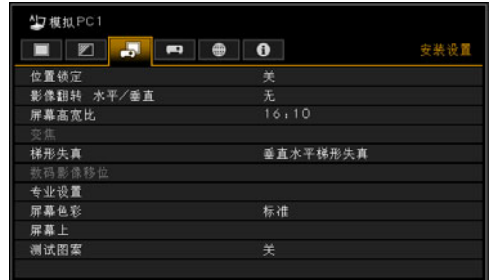 模拟PC1
安装设置
位置锁定 关
影像翻转 水平/垂直 无
屏幕高宽比 16:10
变焦
梯形失真 垂直水平梯形失真
数码影像移位
专业设置
屏幕色彩 标准
屏幕上
测试图案 关